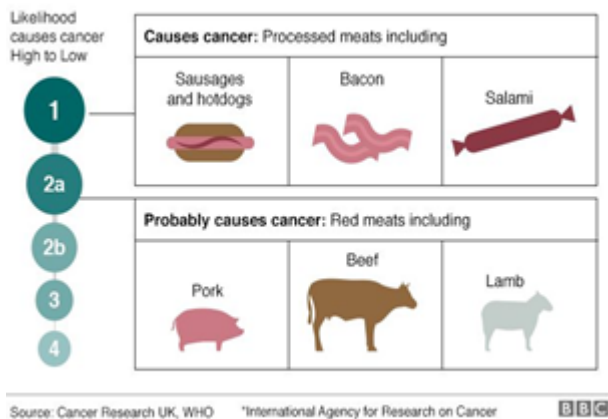 Likelihood
causes cancer
High to Low
1
2a
2b
3
4
Causes cancer: Processed meats including
Sausages
and hotdogs
Bacon
Salami
Probably causes cancer: Red meats including
Pork
Beef
Lamb
Source: Cancer Research UK, WHO
*International Agency for Research on Cancer
BBC